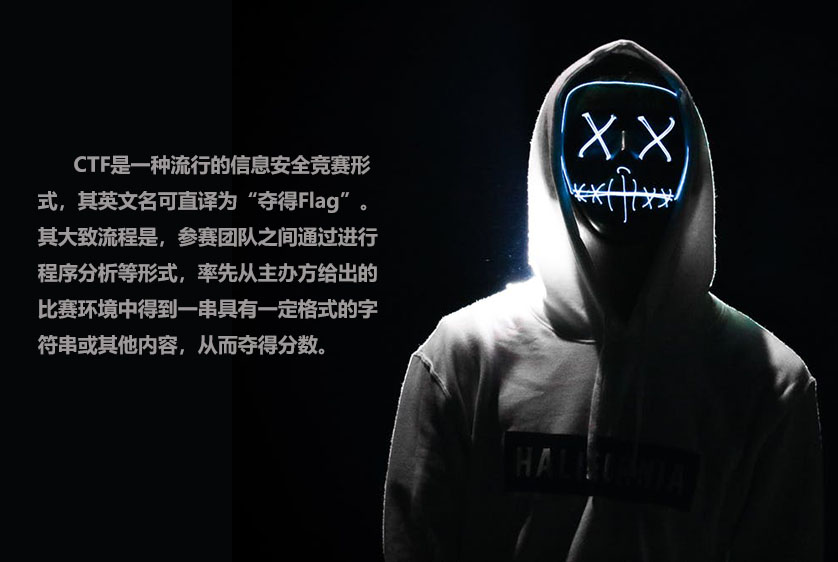 CTF是一种流行的信息安全竞赛形
式，其英文名可直译为“夺得Flag”。
其大致流程是，参赛团队之间通过进行
程序分析等形式，率先从主办方给出的
比赛环境中得到一串具有一定格式的字
符串或其他内容，从而夺得分数。